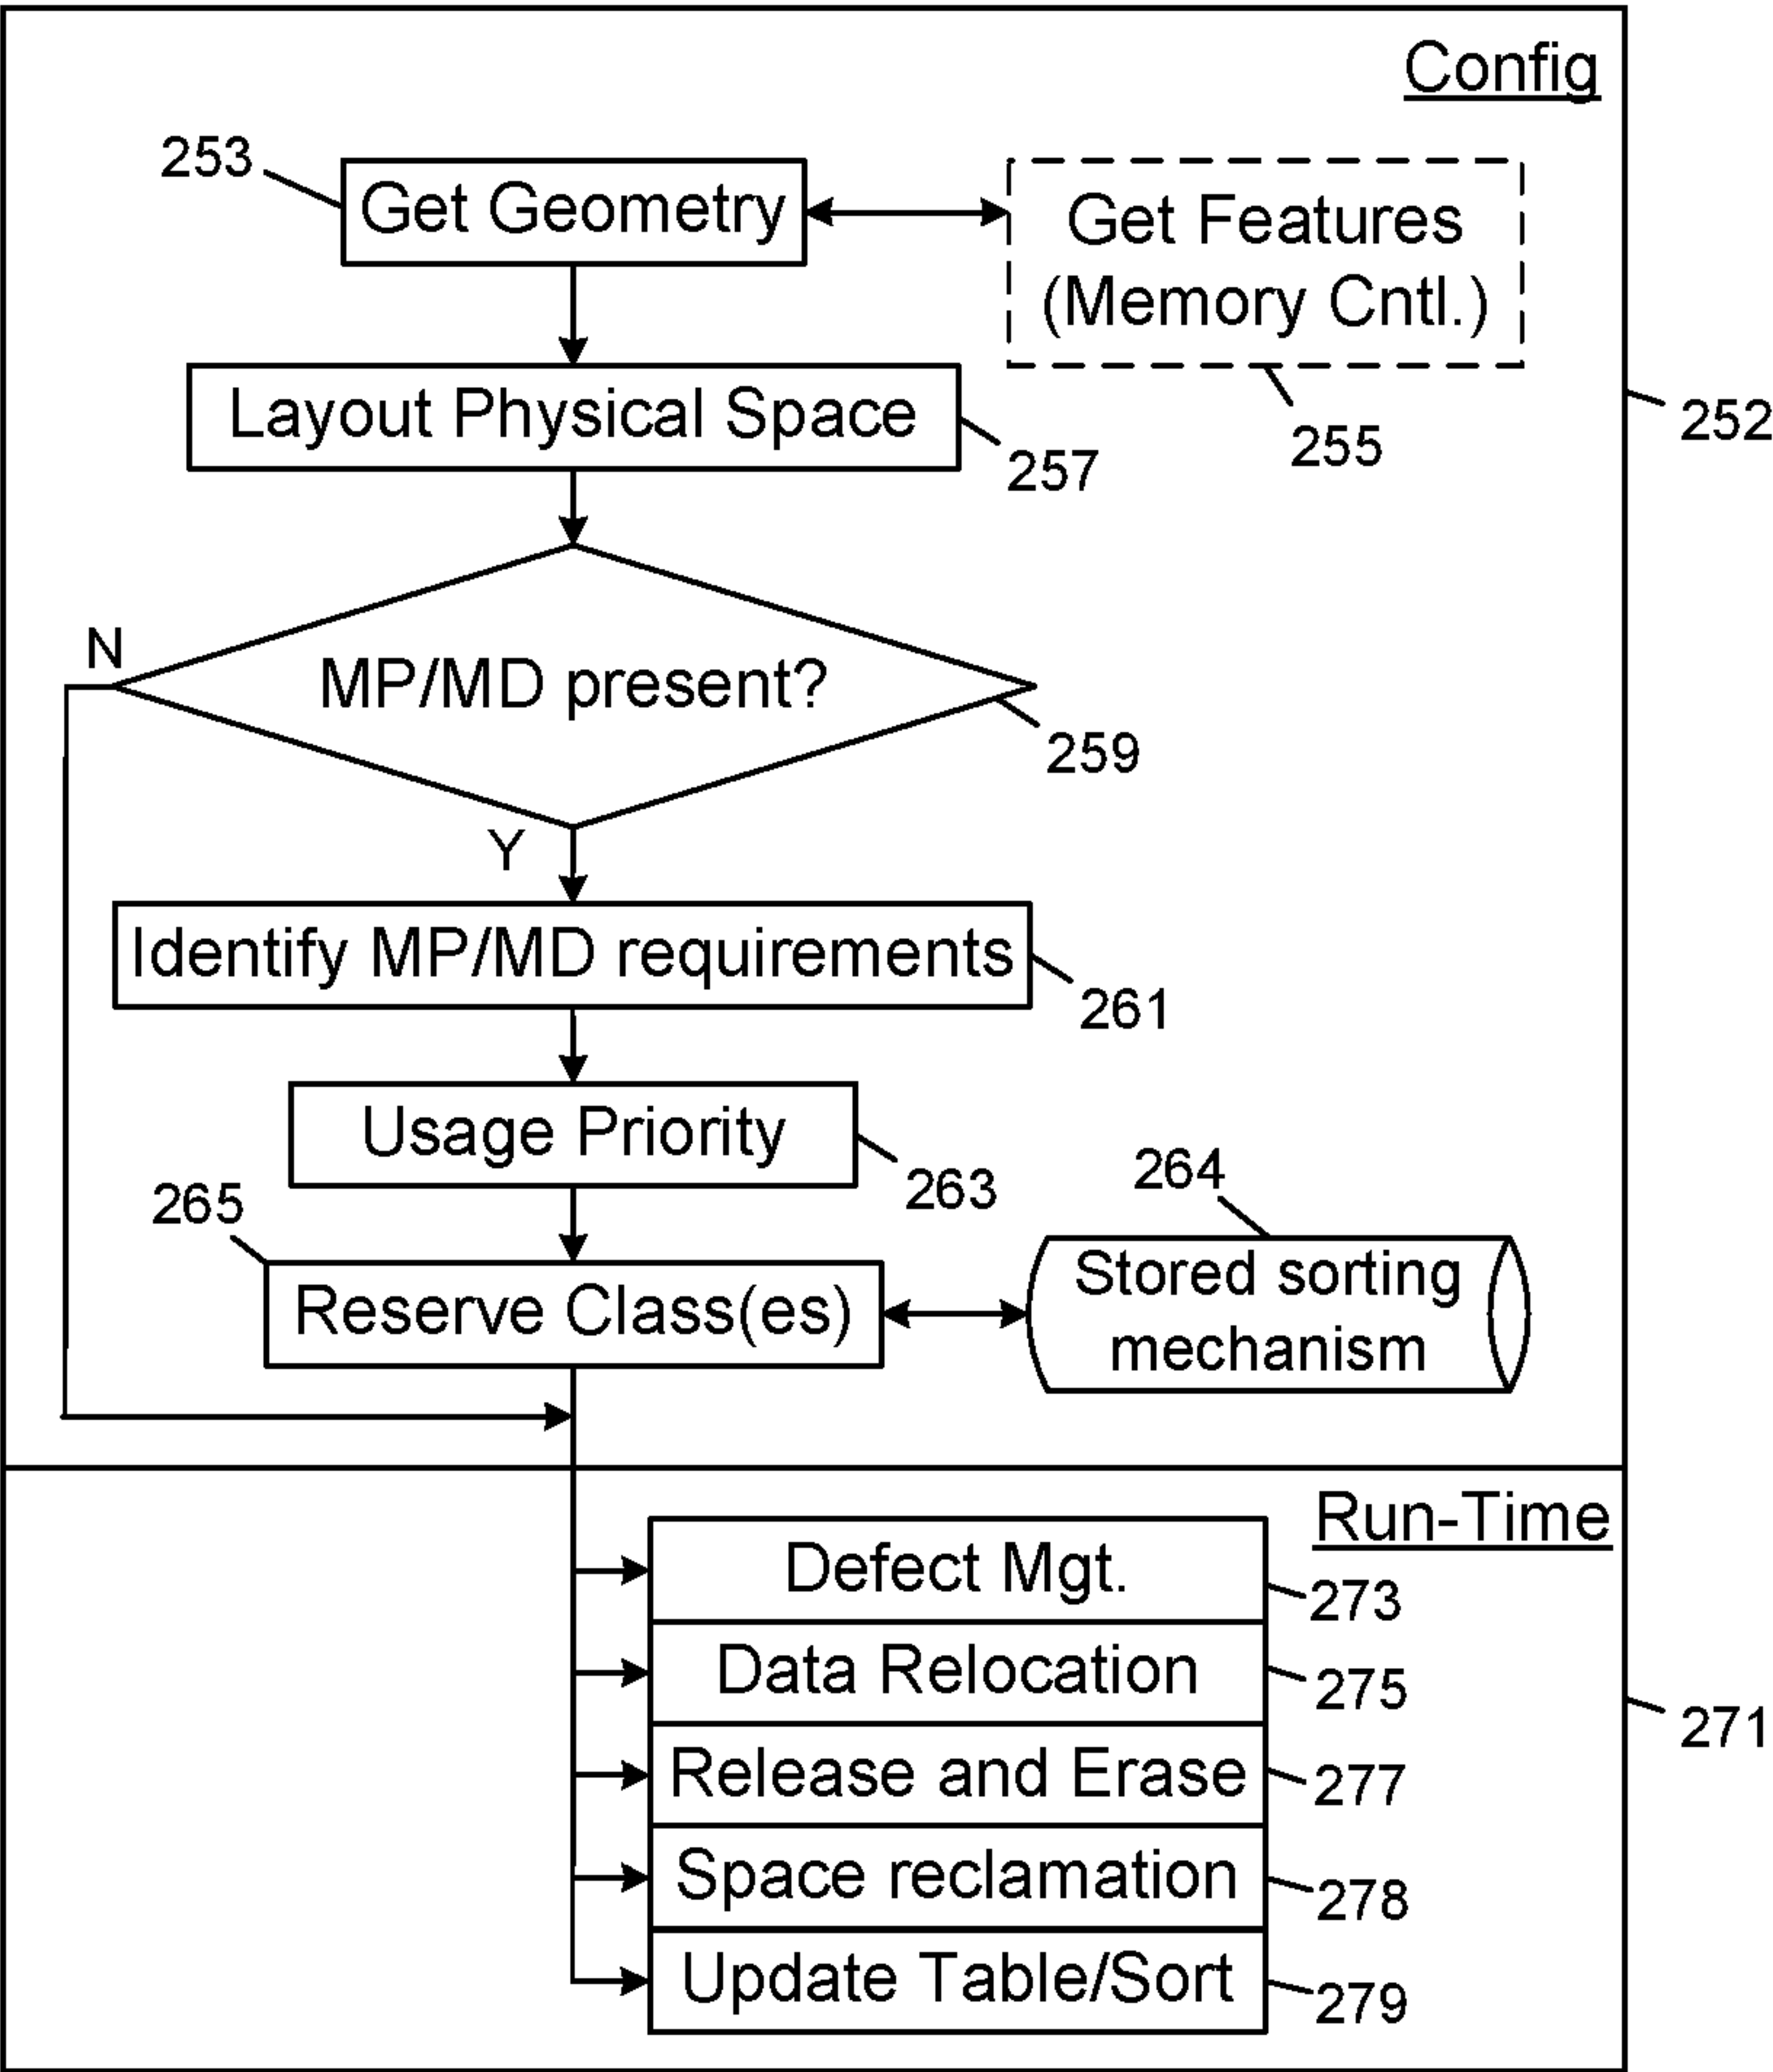 Config
253
Get Geometry
Get Features
(Memory Cntl.)
252
Layout Physical Space
255
257
N
MP/MD present?
259
Y
Identify MP/MD requirements
261
Usage Priority
264
263
265
Stored sorting
mechanism
Reserve Class(es)
Run-Time
Defect Mgt.
273
Data Relocation
275
271
Release and Erase
277
Space reclamation
278
Update Table/Sort
279